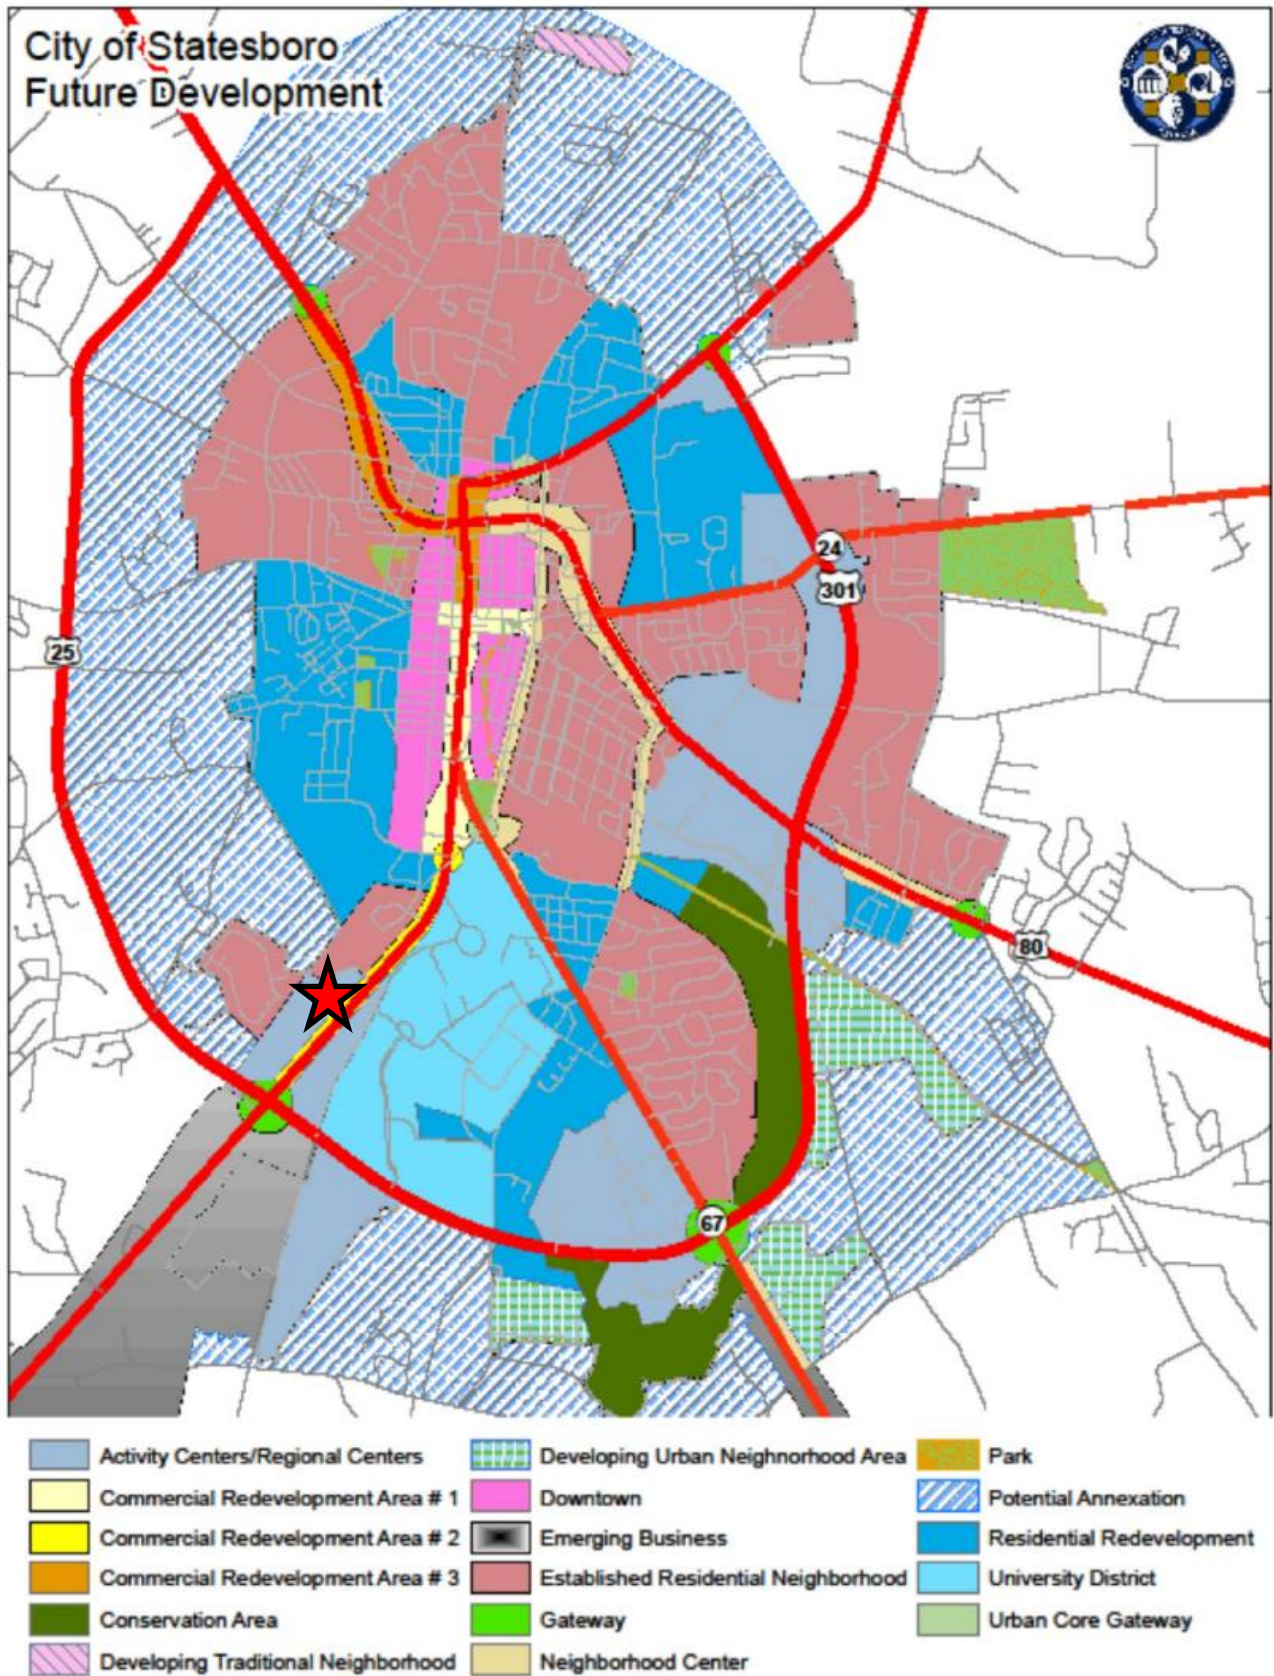 City of Statesboro
Future Development
24
301
25
80
67
Activity Centers/Regional Centers
Commercial Redevelopment Area # 1
Commercial Redevelopment Area # 2
Commercial Redevelopment Area # 3
Conservation Area
Developing Traditional Neighborhood
Developing Urban Neighnorhood Area
Downtown
Emerging Business
Established Residential Neighborhood
Gateway
Neighborhood Center
Park
Potential Annexation
Residential Redevelopment
University District
Urban Core Gateway